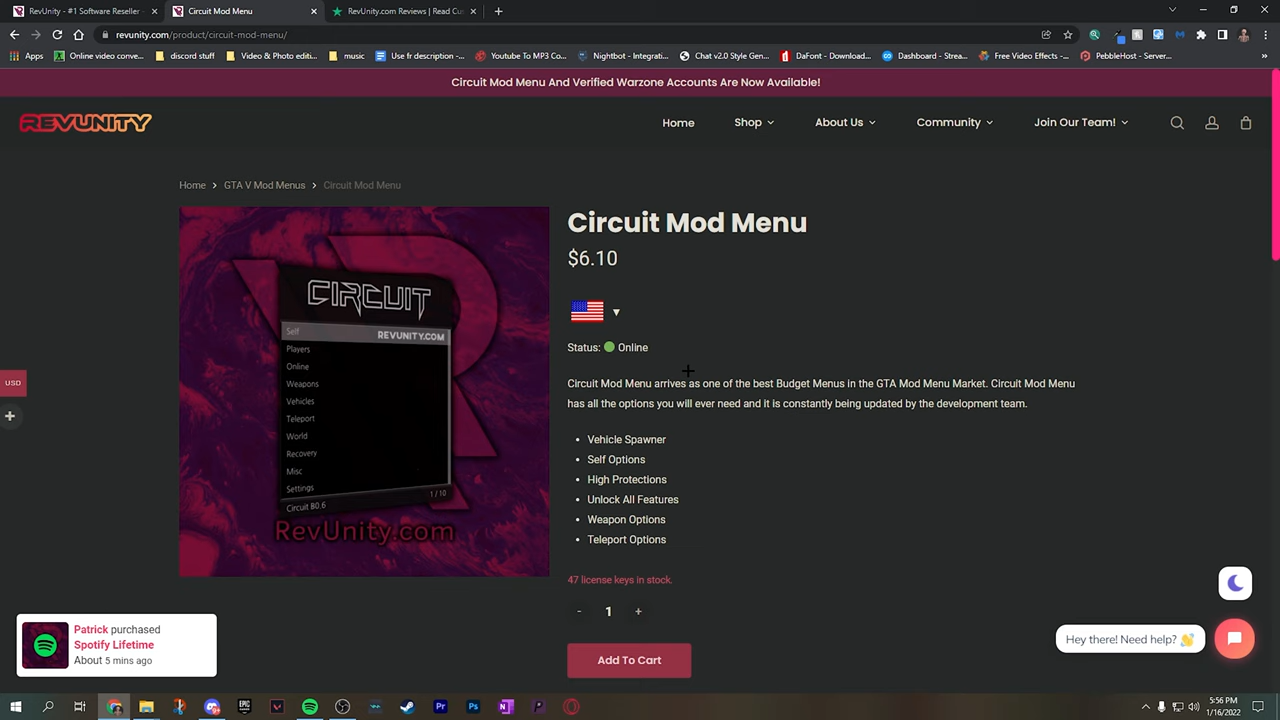 RevUnity - #1 Software Reseller -
Circuit Mod Menu
RevUnity.com Reviews | Read Cus
revunity.com/product/circuit-mod-menu/
Apps
Online video conve...
discord stuff
Video & Photo editi...
music
Use fr description -...
Youtube To MP3 Co...
Nightbot - Integrati...
Chat v2.0 Style Gen...
DaFont - Download...
Dashboard - Strea...
Free Video Effects -...
PebbleHost - Server...
»
Circuit Mod Menu And Verified Warzone Accounts Are Now Available!
REVUNITY
Home
Shop
About Us
Community
Join Our Team!
Home > GTA V Mod Menus > Circuit Mod Menu
CIRCUIT
Self
REVUNITY.COM
Players
Online
Weapons
Vehicles
Teleport
World
Recovery
Misc
Settings
Circuit B0.6
1 / 10
RevUnity.com
Circuit Mod Menu
$6.10
Status: Online
Circuit Mod Menu arrives as one of the best Budget Menus in the GTA Mod Menu Market. Circuit Mod Menu
has all the options you will ever need and it is constantly being updated by the development team.
• Vehicle Spawner
• Self Options
• High Protections
• Unlock All Features
• Weapon Options
• Teleport Options
47 license keys in stock.
- 1 +
Add To Cart
USD
+
Patrick purchased
Spotify Lifetime
About 5 mins ago
Hey there! Need help? 👋
EPIC
Pr
Ps
N
5:56 PM
1/16/2022